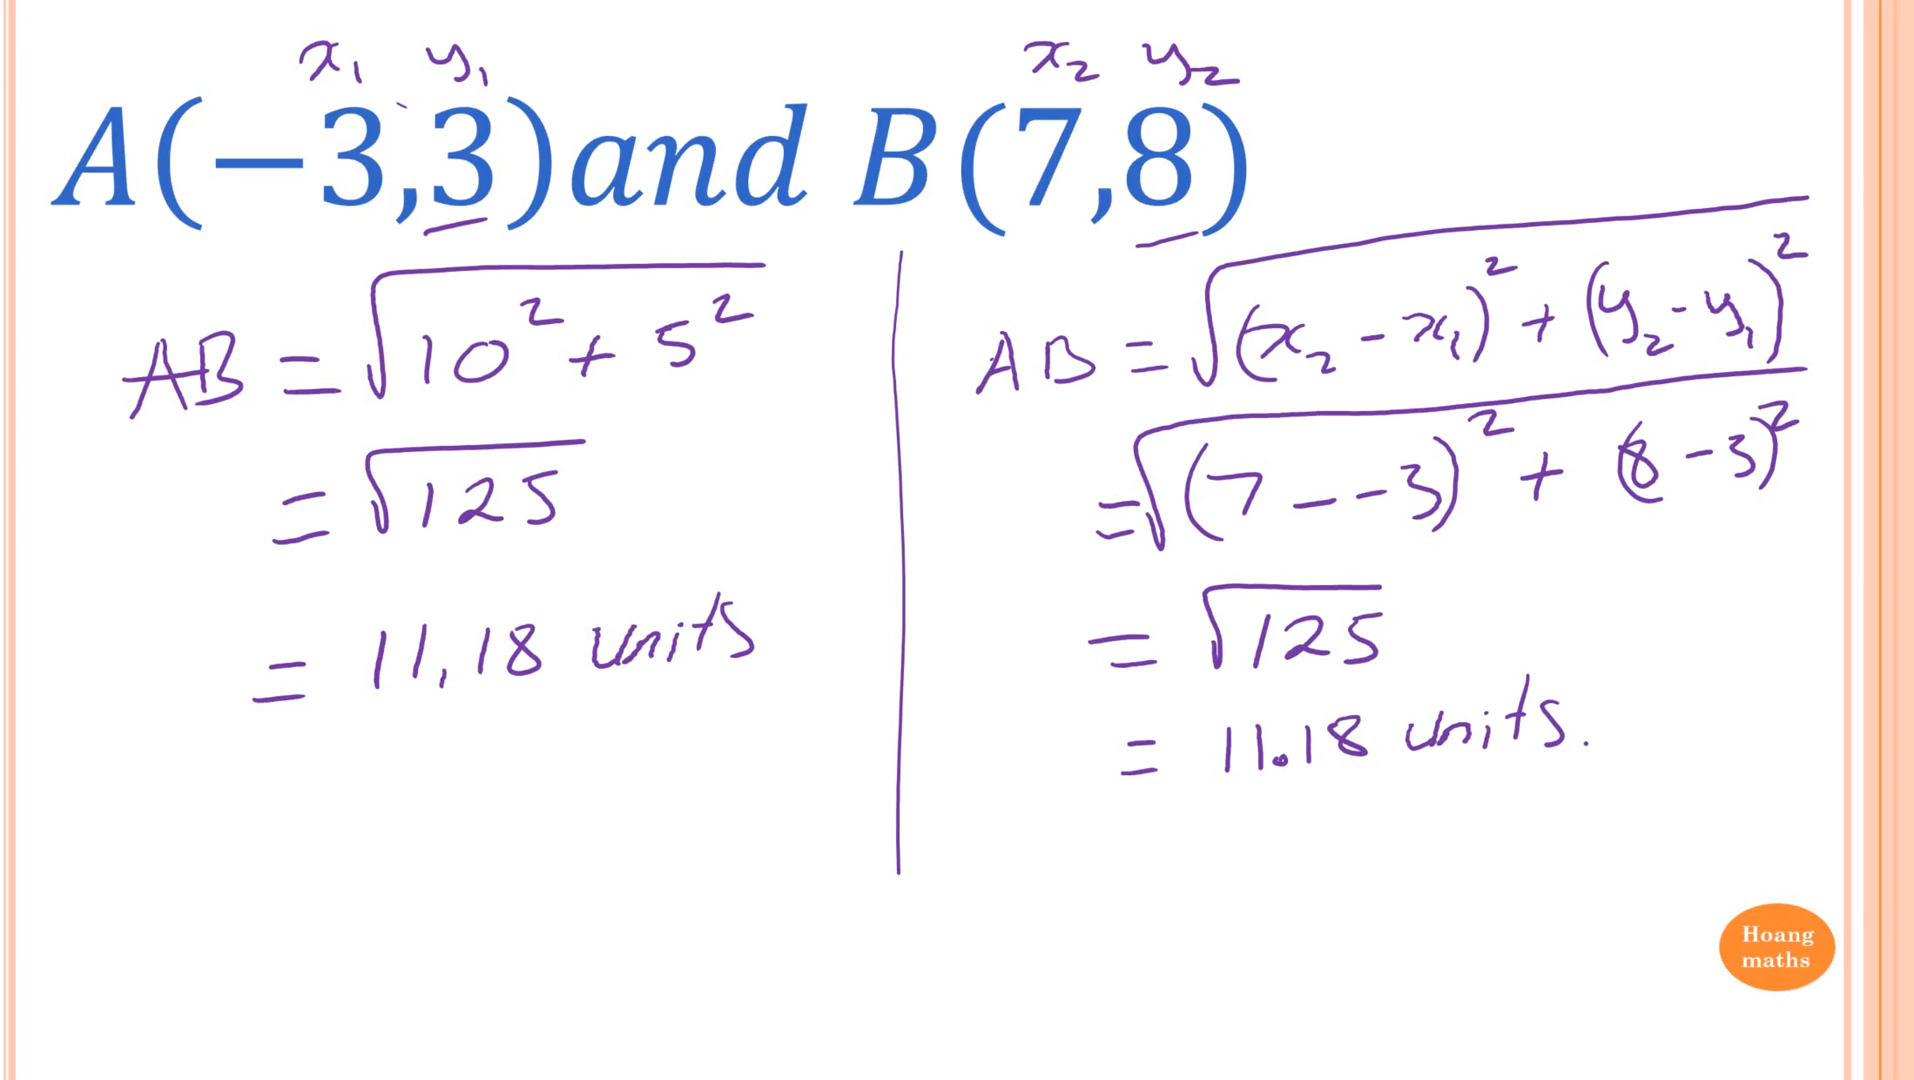 x₁ y₁ x₂ y₂
A(−3,3)and B(7,8)
AB = √(10² + 5²)
= √125
= 11,18 units
AB = √((x₂ - x₁)² + (y₂ - y₁)²)
= √((7 - -3)² + (8 - 3)²)
= √125
= 11.18 units.
Hoang
maths